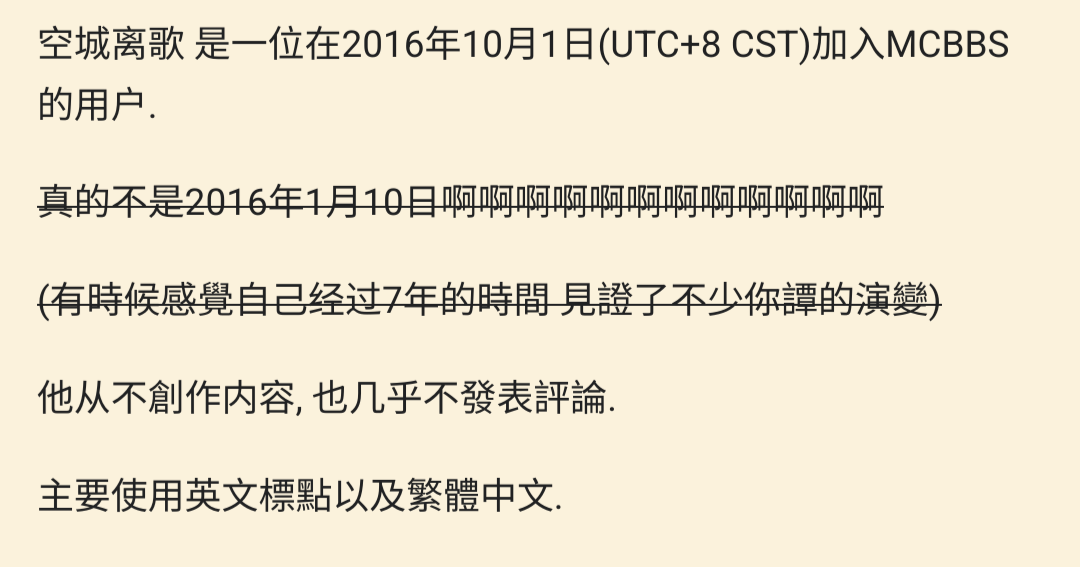 空城离歌 是一位在2016年10月1日(UTC+8 CST)加入MCBBS
的用户.
真的不是2016年1月10日啊啊啊啊啊啊啊啊啊啊啊啊
(有時候感覺自己经过7年的時間 見證了不少你譚的演變)
他从不創作内容, 也几乎不發表評論.
主要使用英文標點以及繁體中文.